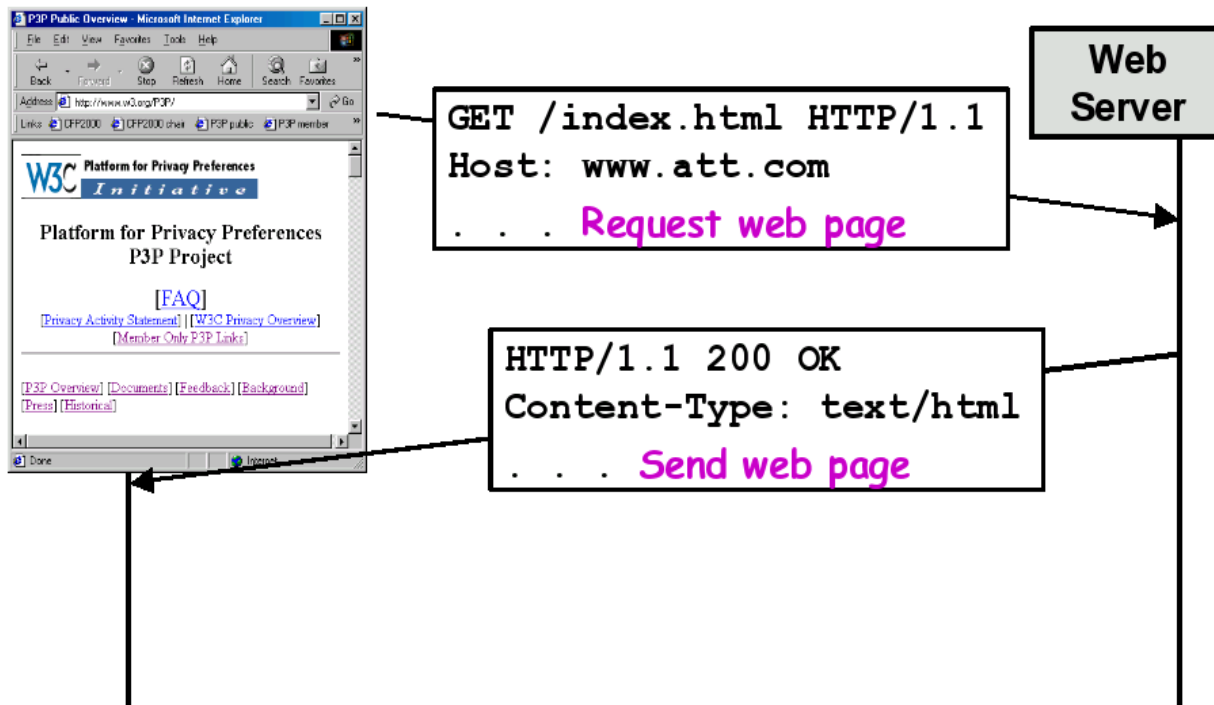 P3P Public Overview - Microsoft Internet Explorer
File Edit View Favorites Tools Help
Back Forward Stop Refresh Home Search Favorites »
Address http://www.w3.org/P3P/ Go
Links CFP2000 CFP2000 chair P3P public P3P member »
W3C Platform for Privacy Preferences
Initiative
Platform for Privacy Preferences
P3P Project
[FAQ]
[Privacy Activity Statement] | [W3C Privacy Overview]
[Member Only P3P Links]
[P3P Overview] [Documents] [Feedback] [Background]
[Press] [Historical]
Done Internet
GET /index.html HTTP/1.1
Host: www.att.com
. . . Request web page
Web
Server
HTTP/1.1 200 OK
Content-Type: text/html
. . . Send web page